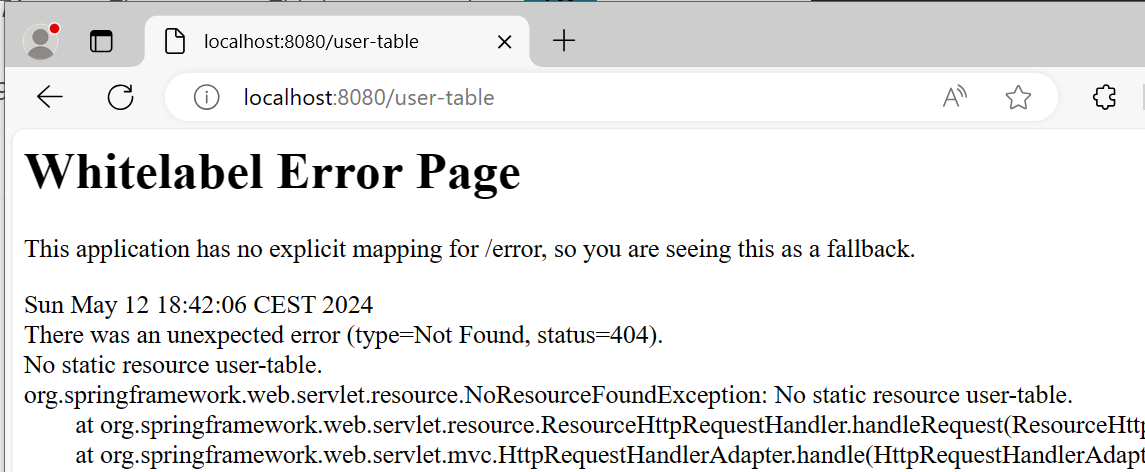 localhost:8080/user-table
localhost:8080/user-table
Whitelabel Error Page
This application has no explicit mapping for /error, so you are seeing this as a fallback.
Sun May 12 18:42:06 CEST 2024
There was an unexpected error (type=Not Found, status=404).
No static resource user-table.
org.springframework.web.servlet.resource.NoResourceFoundException: No static resource user-table.
at org.springframework.web.servlet.resource.ResourceHttpRequestHandler.handleRequest(ResourceHttp
at org.springframework.web.servlet.mvc.HttpRequestHandlerAdapter.handle(HttpRequestHandlerAdapt